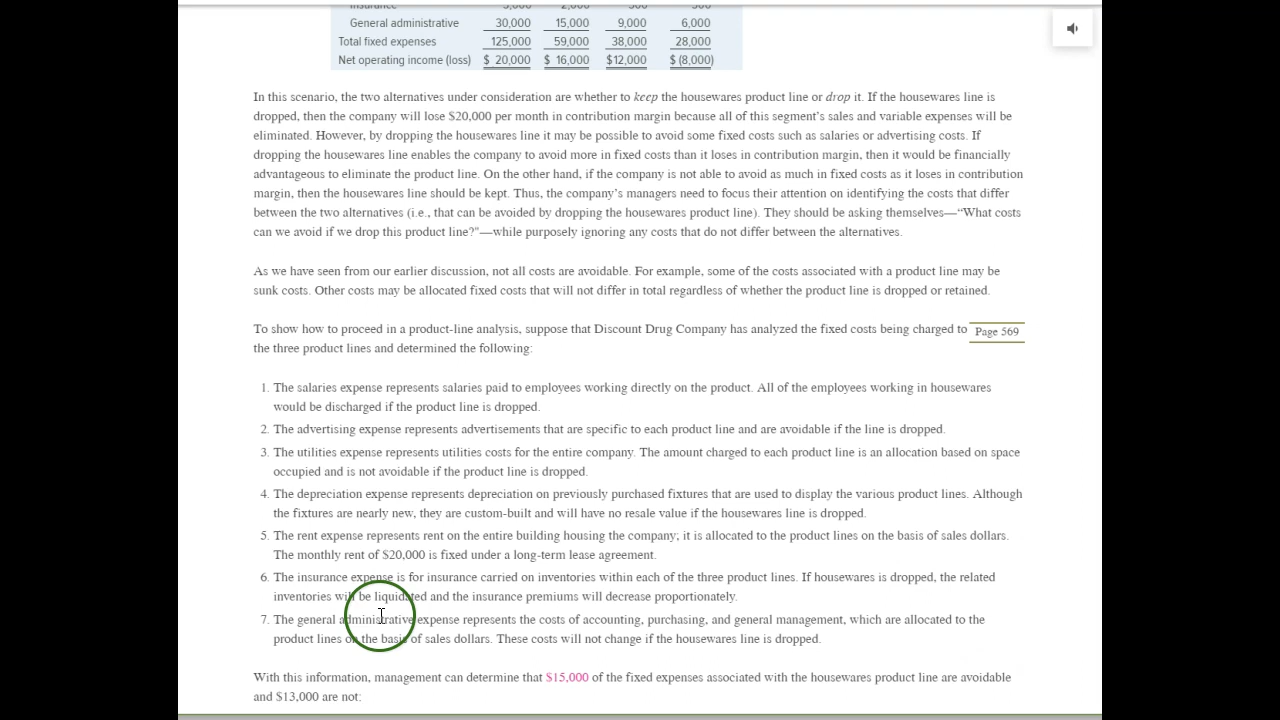 Insurance 3,000 2,000 500 500
General administrative 30,000 15,000 9,000 6,000
Total fixed expenses 125,000 59,000 38,000 28,000
Net operating income (loss) $ 20,000 $ 16,000 $12,000 $ (8,000)
In this scenario, the two alternatives under consideration are whether to keep the housewares product line or drop it. If the housewares line is
dropped, then the company will lose $20,000 per month in contribution margin because all of this segment's sales and variable expenses will be
eliminated. However, by dropping the housewares line it may be possible to avoid some fixed costs such as salaries or advertising costs. If
dropping the housewares line enables the company to avoid more in fixed costs than it loses in contribution margin, then it would be financially
advantageous to eliminate the product line. On the other hand, if the company is not able to avoid as much in fixed costs as it loses in contribution
margin, then the housewares line should be kept. Thus, the company's managers need to focus their attention on identifying the costs that differ
between the two alternatives (i.e., that can be avoided by dropping the housewares product line). They should be asking themselves—“What costs
can we avoid if we drop this product line?"—while purposely ignoring any costs that do not differ between the alternatives.
As we have seen from our earlier discussion, not all costs are avoidable. For example, some of the costs associated with a product line may be
sunk costs. Other costs may be allocated fixed costs that will not differ in total regardless of whether the product line is dropped or retained.
To show how to proceed in a product-line analysis, suppose that Discount Drug Company has analyzed the fixed costs being charged to Page 569
the three product lines and determined the following:
1. The salaries expense represents salaries paid to employees working directly on the product. All of the employees working in housewares
would be discharged if the product line is dropped.
2. The advertising expense represents advertisements that are specific to each product line and are avoidable if the line is dropped.
3. The utilities expense represents utilities costs for the entire company. The amount charged to each product line is an allocation based on space
occupied and is not avoidable if the product line is dropped.
4. The depreciation expense represents depreciation on previously purchased fixtures that are used to display the various product lines. Although
the fixtures are nearly new, they are custom-built and will have no resale value if the housewares line is dropped.
5. The rent expense represents rent on the entire building housing the company; it is allocated to the product lines on the basis of sales dollars.
The monthly rent of $20,000 is fixed under a long-term lease agreement.
6. The insurance expense is for insurance carried on inventories within each of the three product lines. If housewares is dropped, the related
inventories will be liquidated and the insurance premiums will decrease proportionately.
7. The general administrative expense represents the costs of accounting, purchasing, and general management, which are allocated to the
product lines on the basis of sales dollars. These costs will not change if the housewares line is dropped.
With this information, management can determine that $15,000 of the fixed expenses associated with the housewares product line are avoidable
and $13,000 are not: